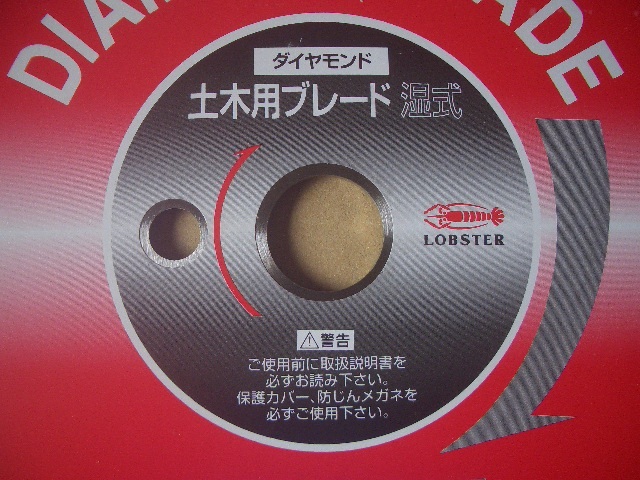 DIAM
ADE
ダイヤモンド
土木用ブレード 湿式
LOBSTER
警告
ご使用前に取扱説明書を
必ずお読み下さい。
保護カバー、防じんメガネを
必ずご使用下さい。